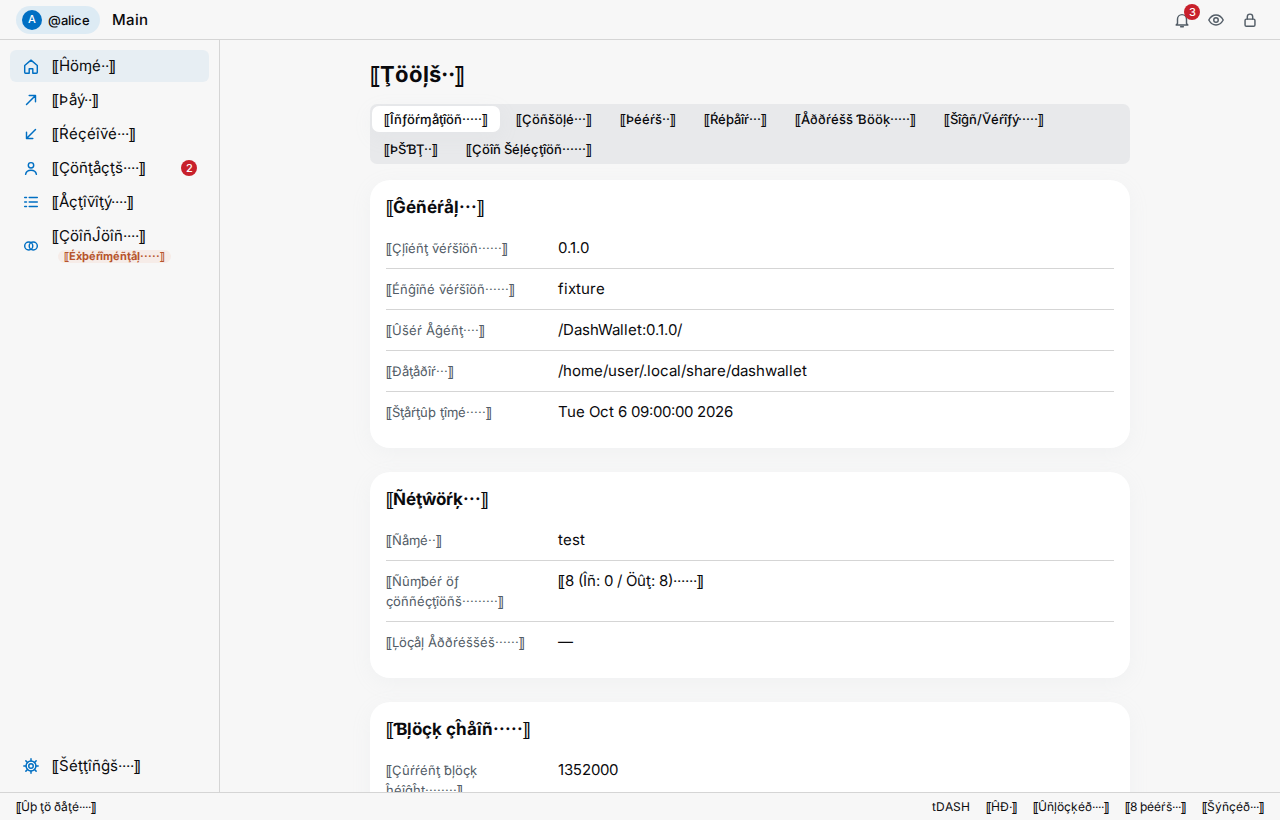 A @alice Main 3
⟦Ĥöɱé··⟧
⟦Þåý··⟧
⟦Ŕéçéîṽé···⟧
⟦Çöñţåçţš····⟧ 2
⟦Åçţîṽîţý····⟧
⟦ÇöîñĴöîñ····⟧
⟦Éẋþéŕîɱéñţåļ·····⟧
⟦Šéţţîñĝš····⟧
⟦Ţööļš··⟧
⟦Îñƒöŕɱåţîöñ·····⟧ ⟦Çöñšöļé···⟧ ⟦Þééŕš··⟧ ⟦Ŕéþåîŕ···⟧ ⟦Åððŕéšš Ɓööķ·····⟧ ⟦Šîĝñ/Ṽéŕîƒý·····⟧
⟦ÞŠƁŢ··⟧ ⟦Çöîñ Šéļéçţîöñ······⟧
⟦Ĝéñéŕåļ···⟧
⟦Çļîéñţ ṽéŕšîöñ······⟧ 0.1.0
⟦Éñĝîñé ṽéŕšîöñ······⟧ fixture
⟦Ûšéŕ Åĝéñţ····⟧ /DashWallet:0.1.0/
⟦Ðåţåðîŕ···⟧ /home/user/.local/share/dashwallet
⟦Šţåŕţûþ ţîɱé·····⟧ Tue Oct 6 09:00:00 2026
⟦Ñéţŵöŕķ···⟧
⟦Ñåɱé··⟧ test
⟦Ñûɱƀéŕ öƒ
çöññéçţîöñš·········⟧ ⟦8 (Îñ: 0 / Öûţ: 8)······⟧
⟦Ļöçåļ Åððŕéššéš······⟧ —
⟦Ɓļöçķ çĥåîñ·····⟧
⟦Çûŕŕéñţ ƀļöçķ
ĥéîĝĥţ········⟧ 1352000
⟦Ûþ ţö ðåţé····⟧ tDASH ⟦ĤÐ·⟧ ⟦Ûñļöçķéð····⟧ ⟦8 þééŕš···⟧ ⟦Šýñçéð···⟧